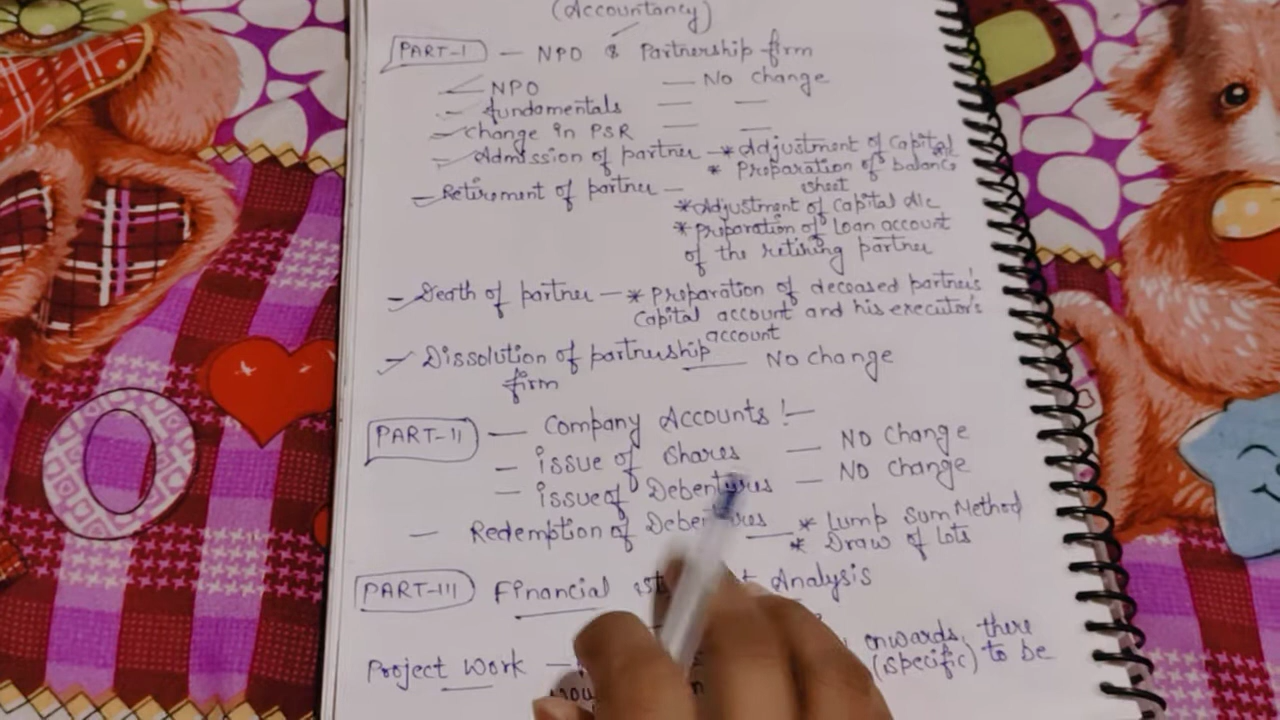 (Accountancy)
PART-I — NPO & Partnership firm
NPO — No change
- fundamentals — —
- Change in PSR — —
- Admission of partner — * Adjustment of Capital
* Preparation of balance
sheet
- Retirement of partner —
* Adjustment of Capital A/c
* Preparation of Loan account
of the retiring partner
- Death of partner — * Preparation of deceased partner's
Capital account and his executor's
account
- Dissolution of partnership — No change
firm
PART-II — Company Accounts !—
- issue of shares — No Change
- issue of Debentures — No change
- Redemption of Debentures — * Lump Sum Method
* Draw of Lots
PART-III Financial Analysis
onwards, there
Project Work — (specific) to be